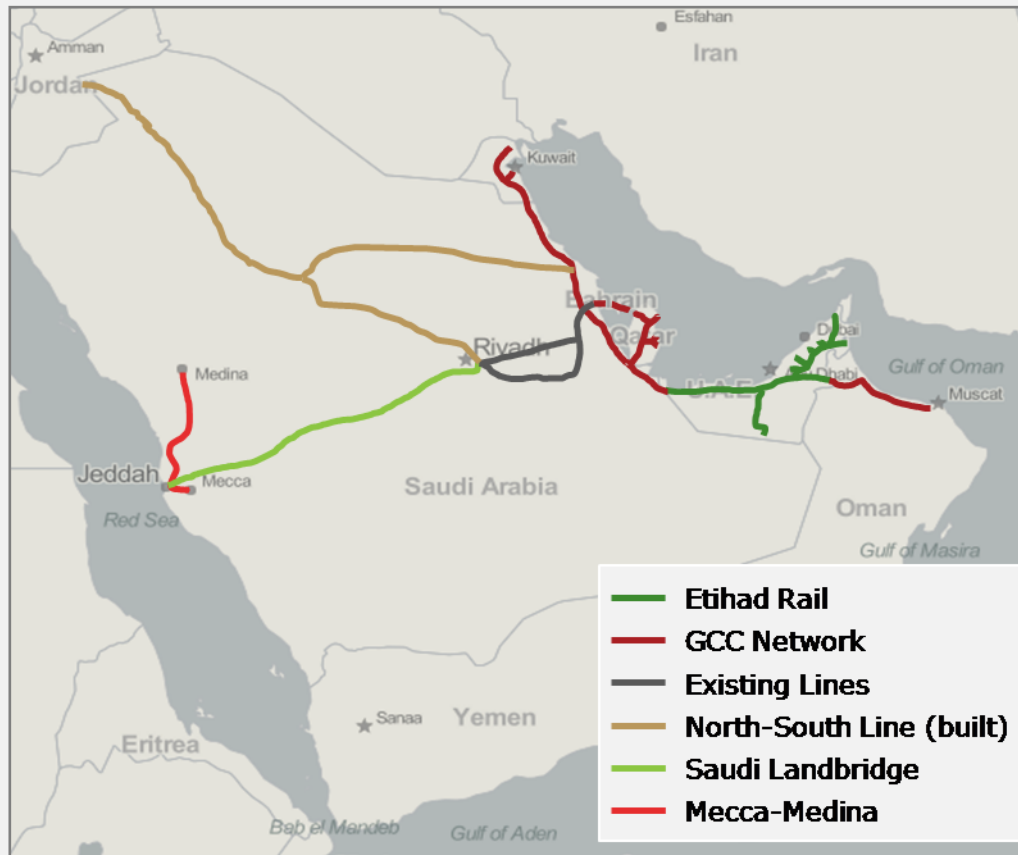 Esfahan
Amman
Iran
Jordan
Kuwait
Bahrain
Qatar
Dubai
Riyadh
Gulf of Oman
Medina
Dhabi
U.A.E
Muscat
Jeddah
Mecca
Saudi Arabia
Oman
Red Sea
Gulf of Masira
Etihad Rail
GCC Network
Existing Lines
North-South Line (built)
Saudi Landbridge
Mecca-Medina
Sanaa
Yemen
Eritrea
Bab el Mandeb
Gulf of Aden